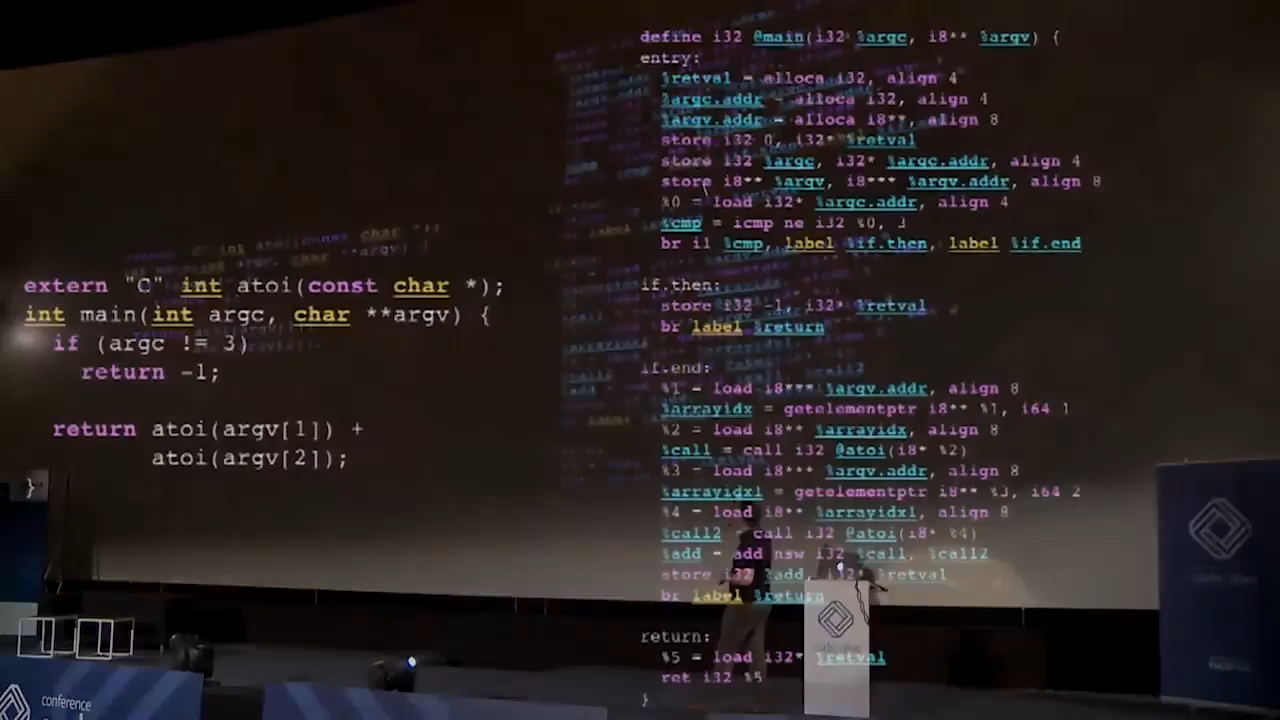 extern "C" int atoi(const char *);
int main(int argc, char **argv) {
  if (argc != 3)
    return -1;

  return atoi(argv[1]) +
         atoi(argv[2]);
}
define i32 @main(i32 %argc, i8** %argv) {
entry:
  %retval = alloca i32, align 4
  %argc.addr = alloca i32, align 4
  %argv.addr = alloca i8**, align 8
  store i32 0, i32* %retval
  store i32 %argc, i32* %argc.addr, align 4
  store i8** %argv, i8*** %argv.addr, align 8
  %0 = load i32* %argc.addr, align 4
  %cmp = icmp ne i32 %0, 3
  br i1 %cmp, label %if.then, label %if.end

if.then:
  store i32 -1, i32* %retval
  br label %return

if.end:
  %1 = load i8*** %argv.addr, align 8
  %arrayidx = getelementptr i8** %1, i64 1
  %2 = load i8** %arrayidx, align 8
  %call = call i32 @atoi(i8* %2)
  %3 = load i8*** %argv.addr, align 8
  %arrayidx1 = getelementptr i8** %3, i64 2
  %4 = load i8** %arrayidx1, align 8
  %call2 = call i32 @atoi(i8* %4)
  %add = add nsw i32 %call, %call2
  store i32 %add, i32* %retval
  br label %return

return:
  %5 = load i32* %retval
  ret i32 %5
}
conference